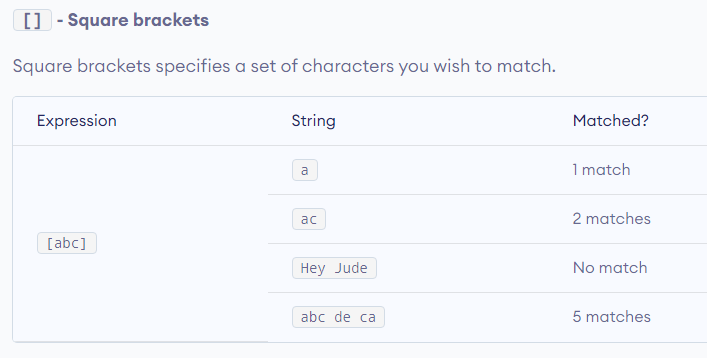 [] - Square brackets
Square brackets specifies a set of characters you wish to match.
Expression String Matched?
a 1 match
ac 2 matches
[abc]
Hey Jude No match
abc de ca 5 matches